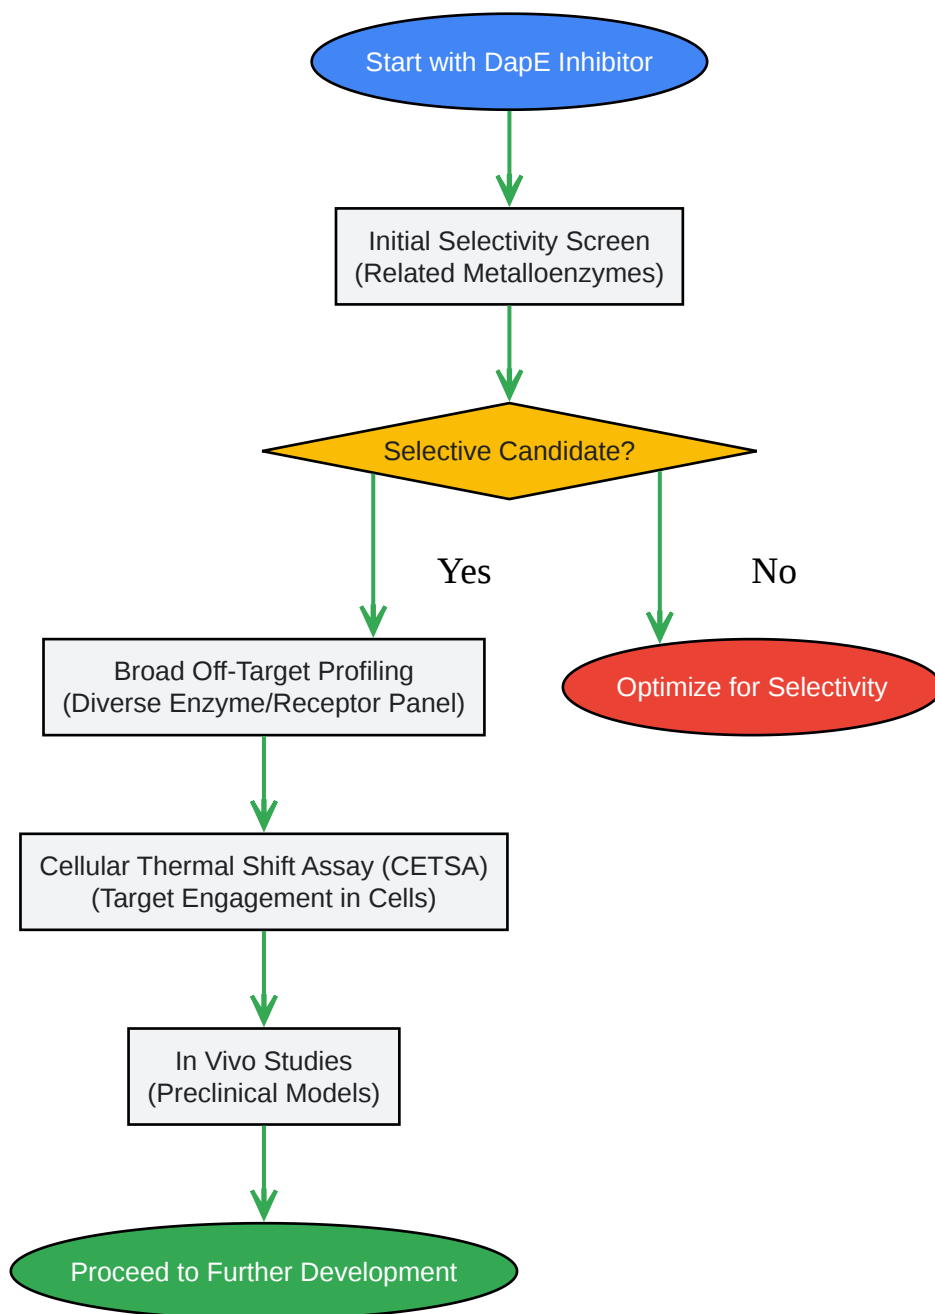 Start with DapE Inhibitor
Initial Selectivity Screen
(Related Metalloenzymes)
Selective Candidate?
Yes
No
Broad Off-Target Profiling
(Diverse Enzyme/Receptor Panel)
Optimize for Selectivity
Cellular Thermal Shift Assay (CETSA)
(Target Engagement in Cells)
In Vivo Studies
(Preclinical Models)
Proceed to Further Development